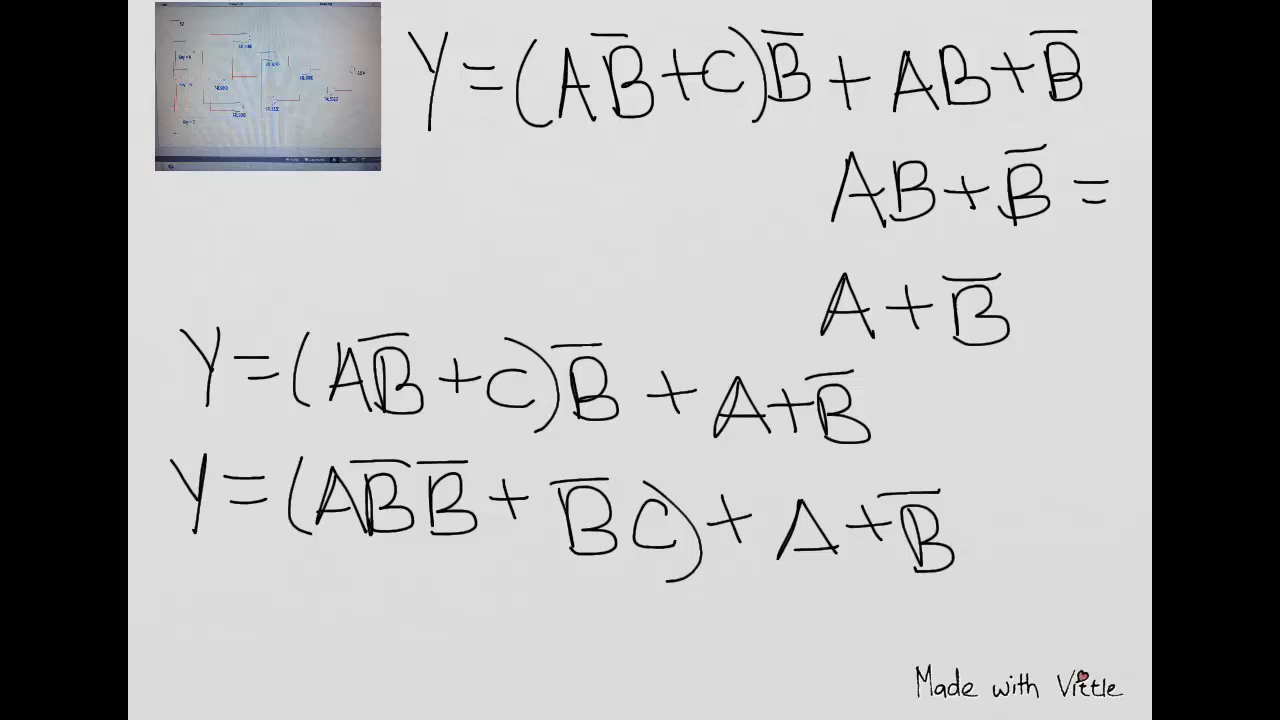 Y = (AB̅ + C)B̅ + AB + B̅
AB + B̅ =
A + B̅
Y = (AB̅ + C)B̅ + A + B̅
Y = (AB̅B̅ + B̅C) + A + B̅
Made with Vittle